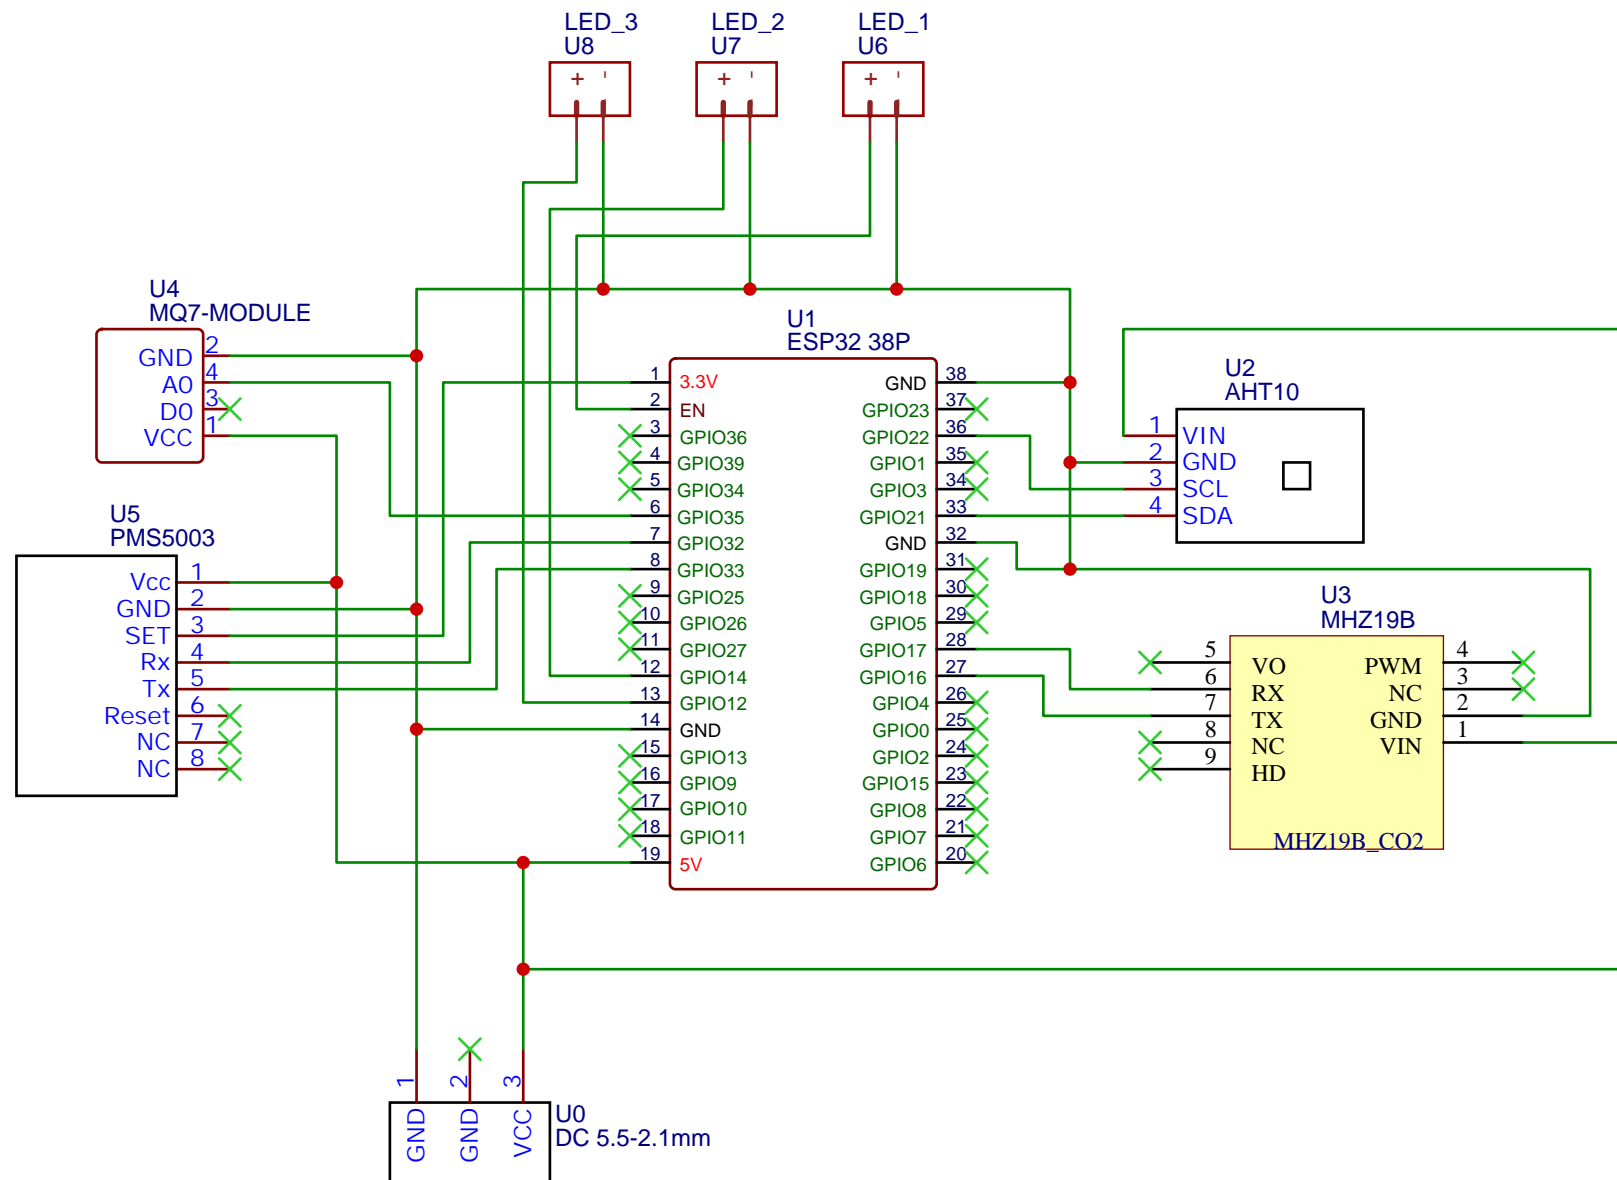 LED_3
U8
+ -
LED_2
U7
+ -
LED_1
U6
+ -
U4
MQ7-MODULE
GND 2
A0 4
D0 3
VCC 1
U5
PMS5003
Vcc 1
GND 2
SET 3
Rx 4
Tx 5
Reset 6
NC 7
NC 8
U1
ESP32 38P
1 3.3V
2 EN
3 GPIO36
4 GPIO39
5 GPIO34
6 GPIO35
7 GPIO32
8 GPIO33
9 GPIO25
10 GPIO26
11 GPIO27
12 GPIO14
13 GPIO12
14 GND
15 GPIO13
16 GPIO9
17 GPIO10
18 GPIO11
19 5V
GND 38
GPIO23 37
GPIO22 36
GPIO1 35
GPIO3 34
GPIO21 33
GND 32
GPIO19 31
GPIO18 30
GPIO5 29
GPIO17 28
GPIO16 27
GPIO4 26
GPIO0 25
GPIO2 24
GPIO15 23
GPIO8 22
GPIO7 21
GPIO6 20
U2
AHT10
1 VIN
2 GND
3 SCL
4 SDA
U3
MHZ19B
5 VO
6 RX
7 TX
8 NC
9 HD
PWM 4
NC 3
GND 2
VIN 1
MHZ19B_CO2
1 GND
2 GND
3 VCC
U0
DC 5.5-2.1mm